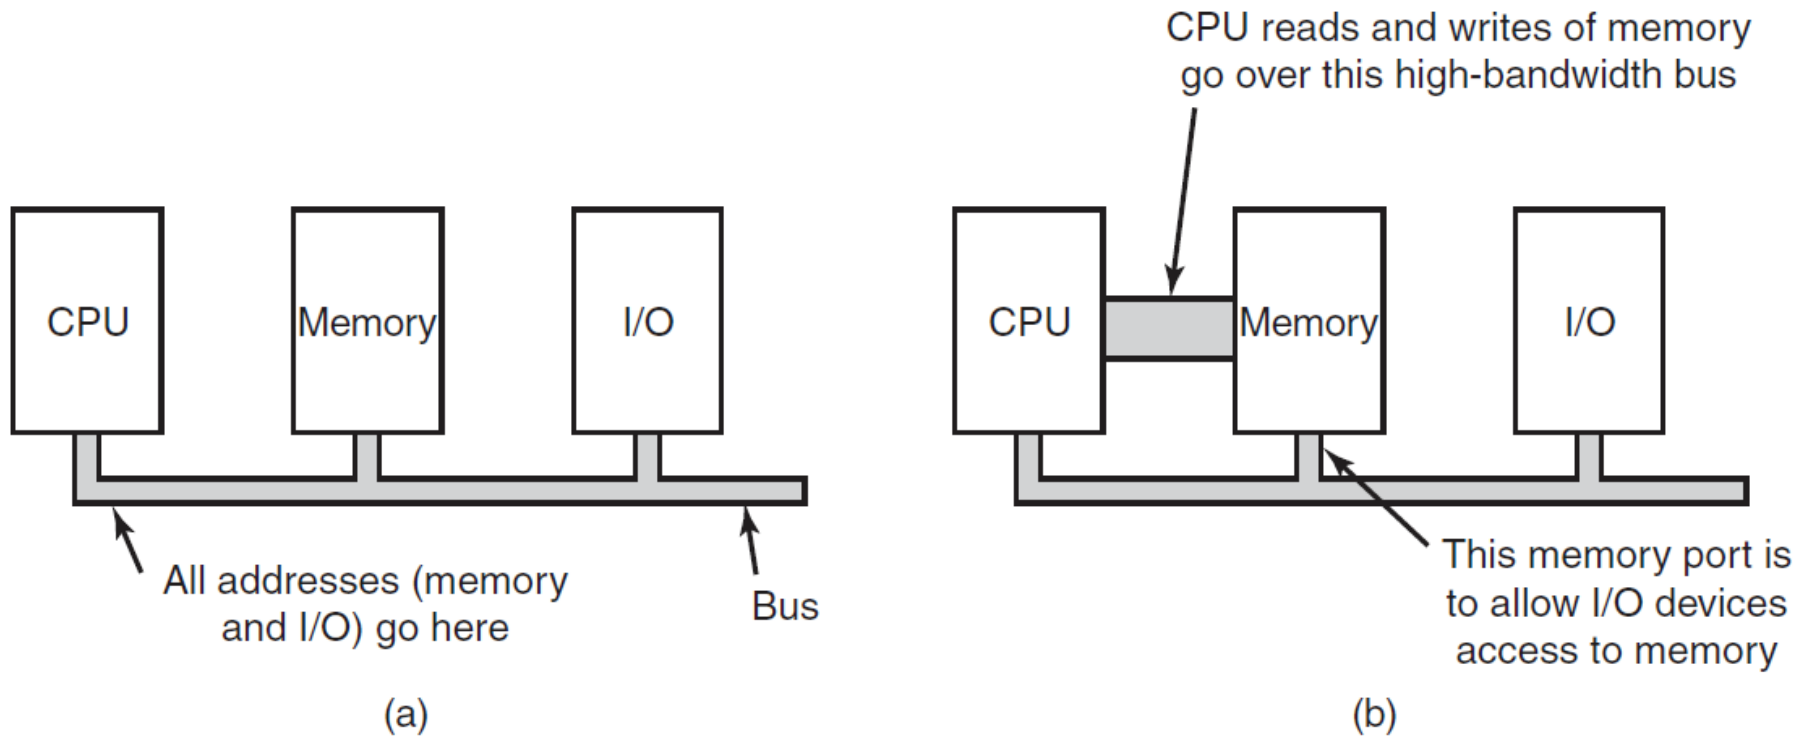 CPU reads and writes of memory
go over this high-bandwidth bus
CPU
Memory
I/O
All addresses (memory
and I/O) go here
Bus
(a)
CPU
Memory
I/O
This memory port is
to allow I/O devices
access to memory
(b)